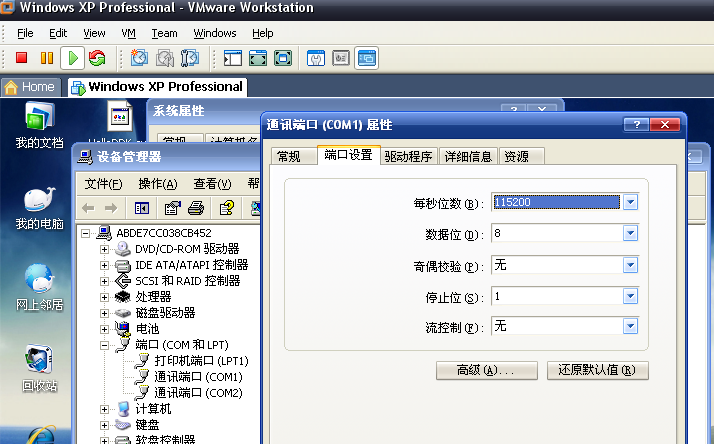 Windows XP Professional - VMware Workstation
File Edit View VM Team Windows Help
Home Windows XP Professional
系统属性
我的文档
通讯端口 (COM1) 属性
常规 计算机名
设备管理器
常规 端口设置 驱动程序 详细信息 资源
文件(F) 操作(A) 查看(V) 帮
每秒位数(B): 115200
我的电脑
ABDE7CC038CB452
数据位(D): 8
DVD/CD-ROM 驱动器
IDE ATA/ATAPI 控制器
奇偶校验(P): 无
SCSI 和 RAID 控制器
处理器
停止位(S): 1
网上邻居
磁盘驱动器
电池
流控制(F): 无
端口 (COM 和 LPT)
打印机端口 (LPT1)
高级(A)... 还原默认值(R)
通讯端口 (COM1)
回收站
通讯端口 (COM2)
计算机
键盘
软盘控制器